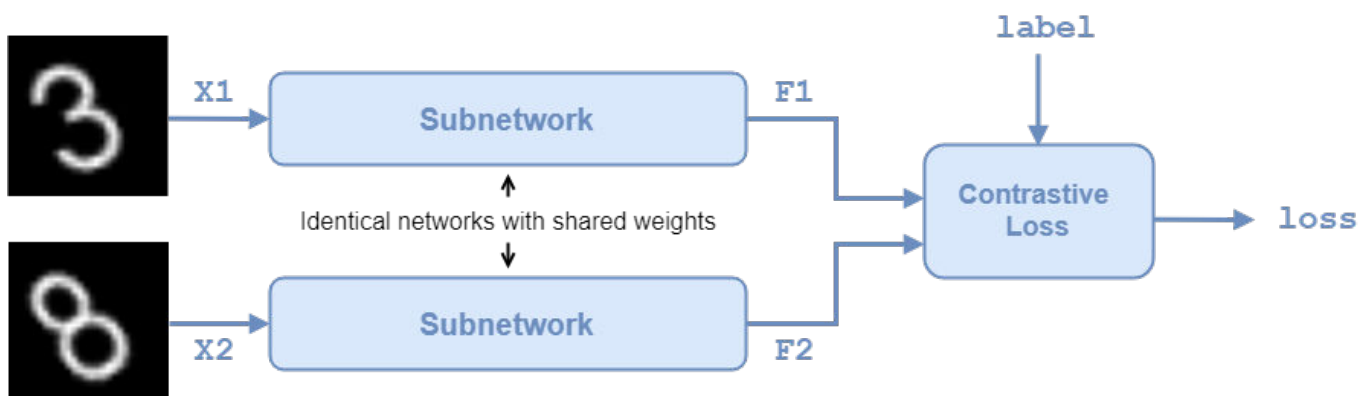 label
X1
Subnetwork
F1
Identical networks with shared weights
Contrastive
Loss
loss
X2
Subnetwork
F2